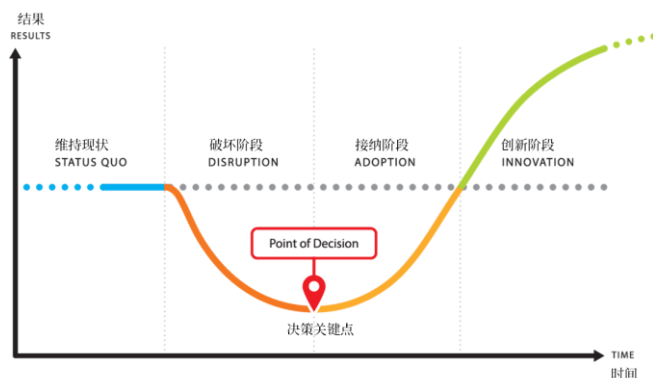 结果
RESULTS
维持现状
STATUS QUO
破坏阶段
DISRUPTION
接纳阶段
ADOPTION
创新阶段
INNOVATION
Point of Decision
决策关键点
TIME
时间